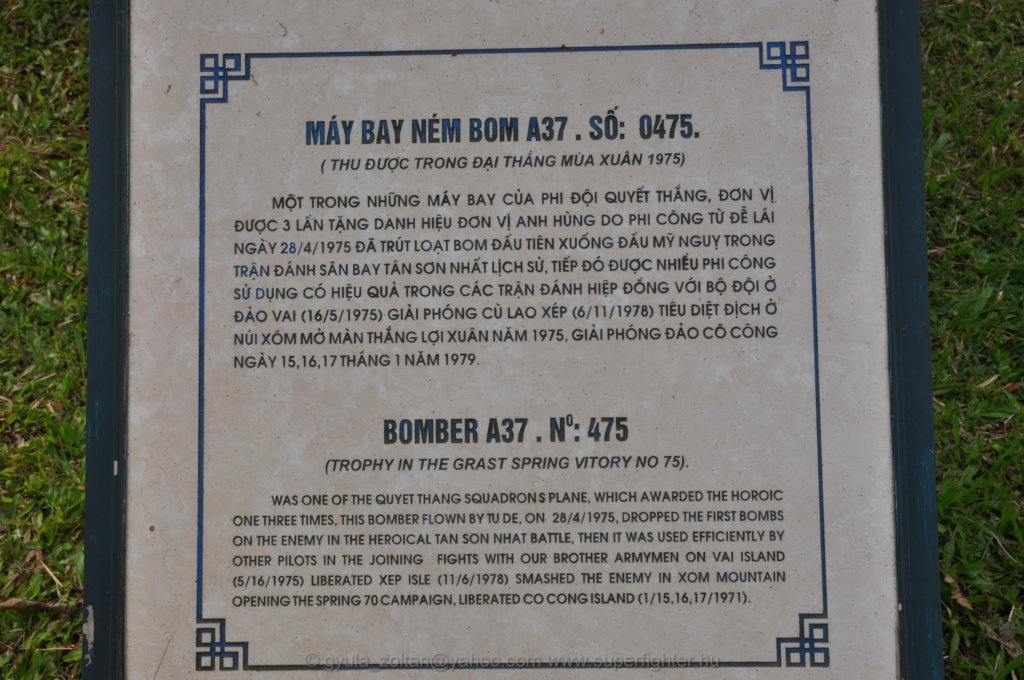 MÁY BAY NÉM BOM A37 . SỐ: 0475.
( THU ĐƯỢC TRONG ĐẠI THẮNG MÙA XUÂN 1975)
MỘT TRONG NHỮNG MÁY BAY CỦA PHI ĐỘI QUYẾT THẮNG, ĐƠN VỊ
ĐƯỢC 3 LẦN TẶNG DANH HIỆU ĐƠN VỊ ANH HÙNG DO PHI CÔNG TỪ ĐỄ LÁI
NGÀY 28/4/1975 ĐÃ TRÚT LOẠT BOM ĐẦU TIÊN XUỐNG ĐẦU MỸ NGUỴ TRONG
TRẬN ĐÁNH SÂN BAY TÂN SƠN NHẤT LỊCH SỬ, TIẾP ĐÓ ĐƯỢC NHIỀU PHI CÔNG
SỬ DỤNG CÓ HIỆU QUẢ TRONG CÁC TRẬN ĐÁNH HIỆP ĐỒNG VỚI BỘ ĐỘI Ở
ĐẢO VAI (16/5/1975) GIẢI PHÓNG CÙ LAO XÉP (6/11/1978) TIÊU DIỆT ĐỊCH Ở
NÚI XÔM MỞ MÀN THẮNG LỢI XUÂN NĂM 1975, GIẢI PHÓNG ĐẢO CÔ CÔNG
NGÀY 15,16,17 THÁNG 1 NĂM 1979.
BOMBER A37 . Nº: 475
(TROPHY IN THE GRAST SPRING VITORY NO 75).
WAS ONE OF THE QUYET THANG SQUADRONS PLANE, WHICH AWARDED THE HOROIC
ONE THREE TIMES, THIS BOMBER FLOWN BY TU DE, ON 28/4/1975, DROPPED THE FIRST BOMBS
ON THE ENEMY IN THE HEROICAL TAN SON NHAT BATTLE, THEN IT WAS USED EFFICIENTLY BY
OTHER PILOTS IN THE JOINING FIGHTS WITH OUR BROTHER ARMYMEN ON VAI ISLAND
(5/16/1975) LIBERATED XEP ISLE (11/6/1978) SMASHED THE ENEMY IN XOM MOUNTAIN
OPENING THE SPRING 70 CAMPAIGN, LIBERATED CO CONG ISLAND (1/15,16,17/1971).
© gyula_zoltan@yahoo.com www.superfighter.hu